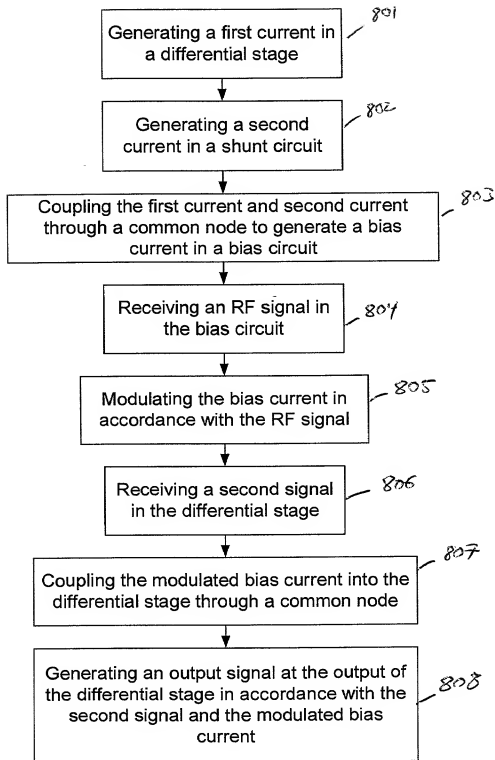 Generating a first current in
a differential stage
801
Generating a second
current in a shunt circuit
802
Coupling the first current and second current
through a common node to generate a bias
current in a bias circuit
803
Receiving an RF signal in
the bias circuit
804
Modulating the bias current in
accordance with the RF signal
805
Receiving a second signal
in the differential stage
806
Coupling the modulated bias current into the
differential stage through a common node
807
Generating an output signal at the output of
the differential stage in accordance with the
second signal and the modulated bias
current
808